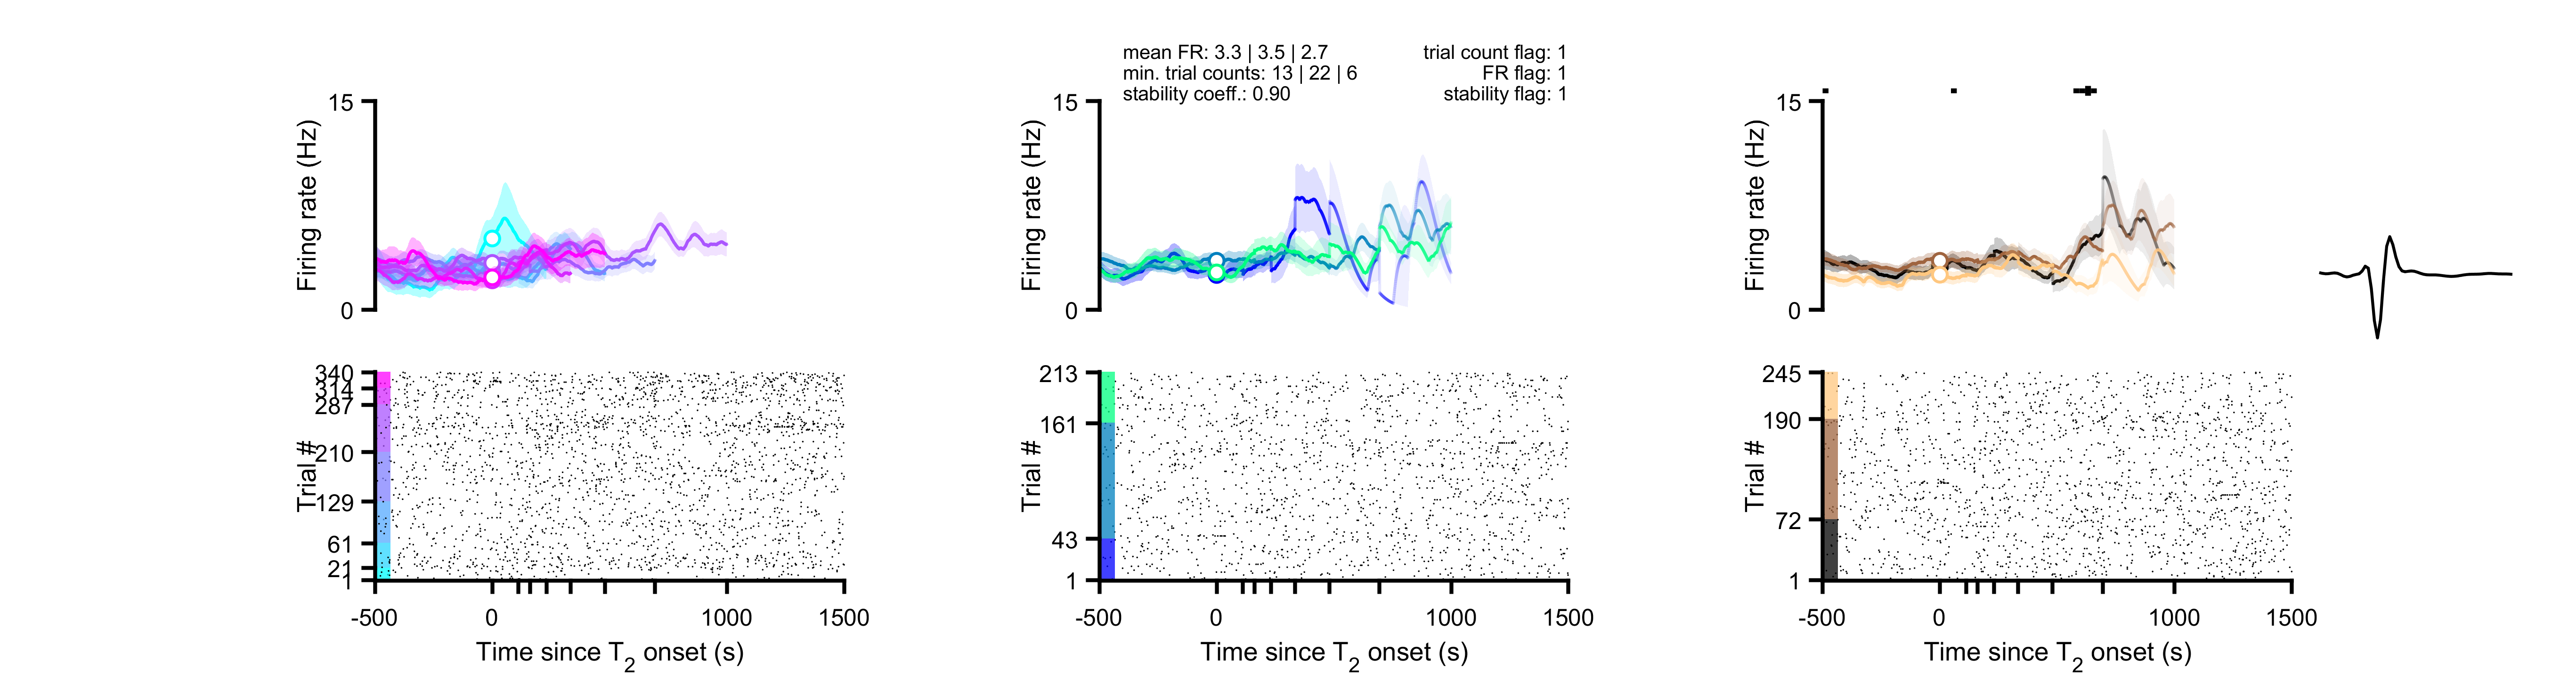 mean FR: 3.3 | 3.5 | 2.7
min. trial counts: 13 | 22 | 6
stability coeff.: 0.90
trial count flag: 1
FR flag: 1
stability flag: 1
15
Firing rate (Hz)
0
15
Firing rate (Hz)
0
15
Firing rate (Hz)
0
340
314
287
210
129
61
21
1
Trial #
-500
0
1000
1500
Time since T2 onset (s)
213
161
43
1
Trial #
-500
0
1000
1500
Time since T2 onset (s)
245
190
72
1
Trial #
-500
0
1000
1500
Time since T2 onset (s)